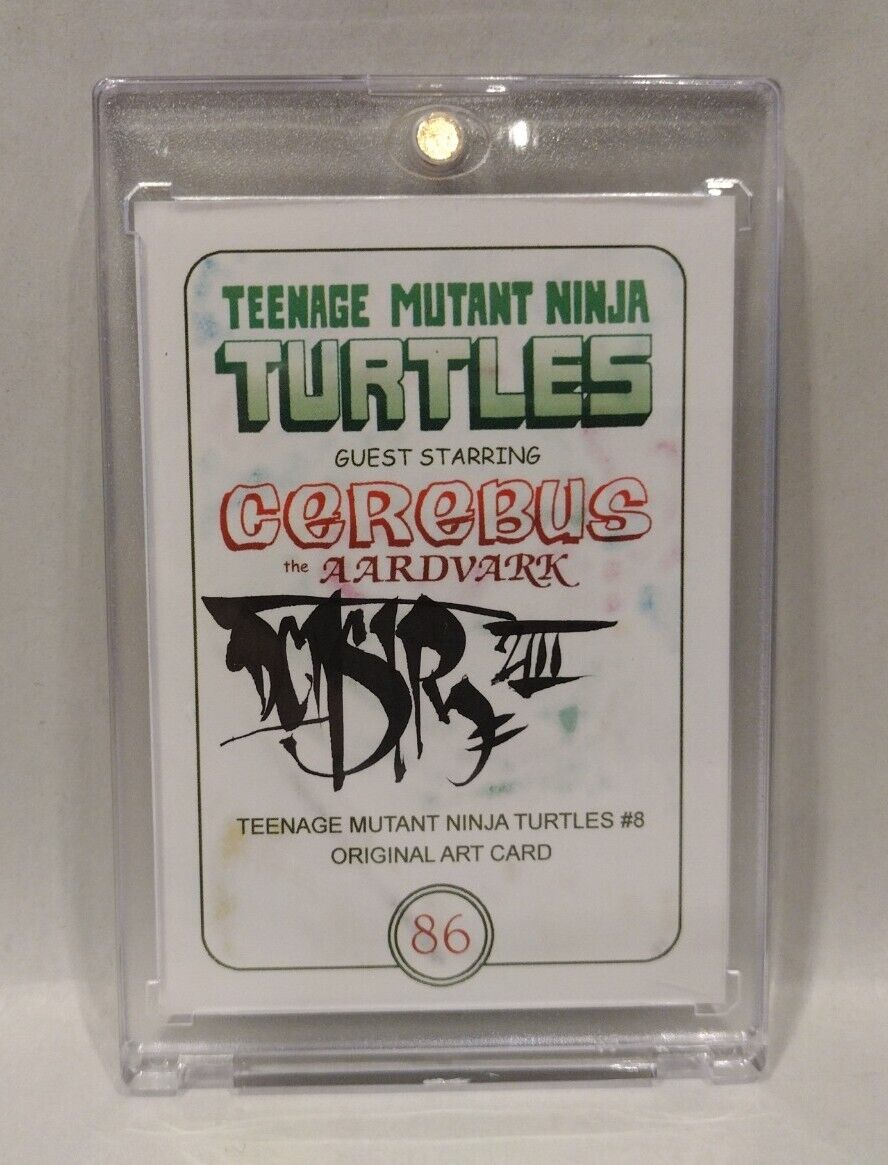 TEENAGE MUTANT NINJA
TURTLES
GUEST STARRING
CEREBUS
the AARDVARK
TEENAGE MUTANT NINJA TURTLES #8
ORIGINAL ART CARD
86